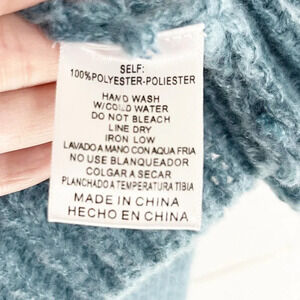 SELF:
100%POLYESTER-POLIESTER
HAND WASH
W/COLD WATER
DO NOT BLEACH
LINE DRY
IRON LOW
LAVADO A MANO CON AQUA FRIA
NO USE BLANQUEADOR
COLGAR A SECAR
PLANCHADO A TEMPERATURA TIBIA
MADE IN CHINA
HECHO EN CHINA